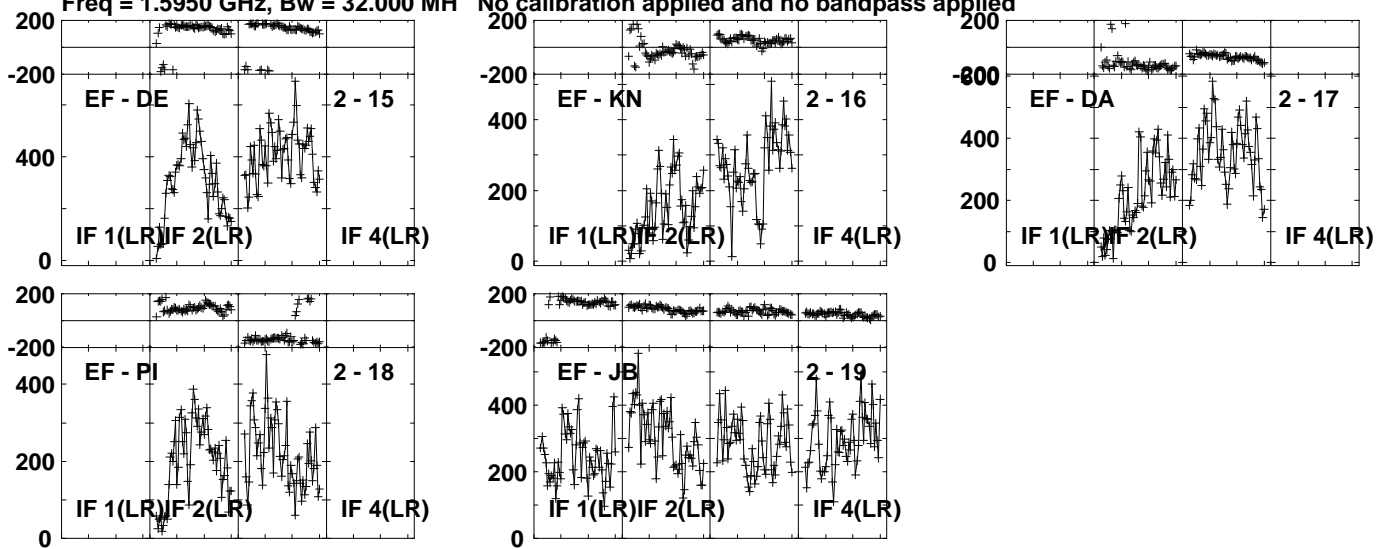 Freq = 1.5950 GHz, Bw = 32.000 MH No calibration applied and no bandpass applied
200
-200
EF - DE
2 - 15
400
0
IF 1(LR)
IF 2(LR)
IF 4(LR)
200
-200
EF - KN
2 - 16
400
200
0
IF 1(LR)
IF 2(LR)
IF 4(LR)
200
-200
600
EF - DA
2 - 17
400
200
0
IF 1(LR)
IF 2(LR)
IF 4(LR)
200
-200
EF - PI
2 - 18
400
200
0
IF 1(LR)
IF 2(LR)
IF 4(LR)
200
-200
EF - JB
2 - 19
400
200
0
IF 1(LR)
IF 2(LR)
IF 4(LR)